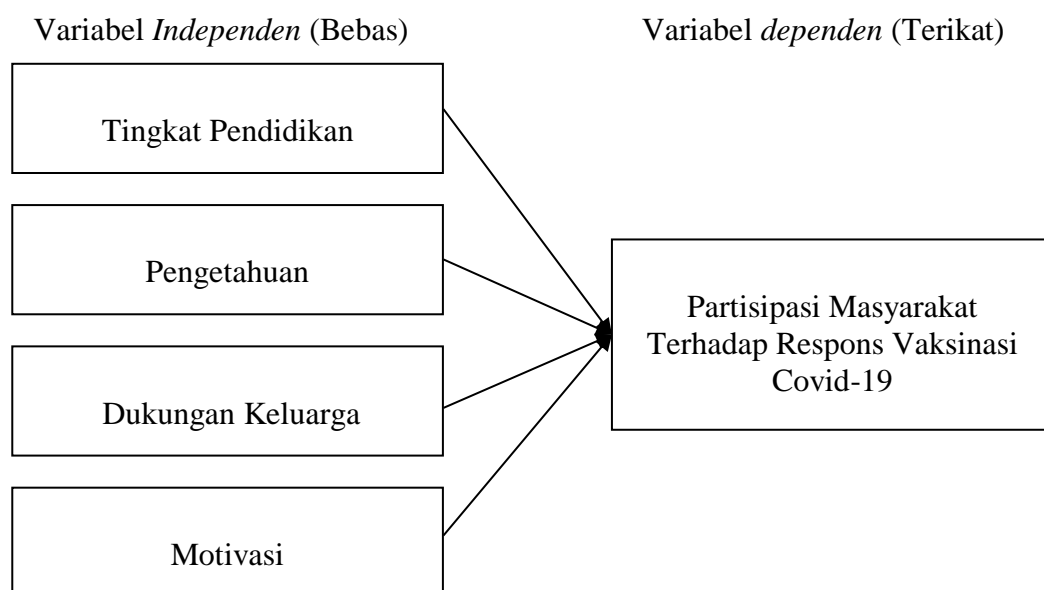 Variabel Independen (Bebas)
Variabel dependen (Terikat)
Tingkat Pendidikan
Pengetahuan
Dukungan Keluarga
Motivasi
Partisipasi Masyarakat
Terhadap Respons Vaksinasi
Covid-19